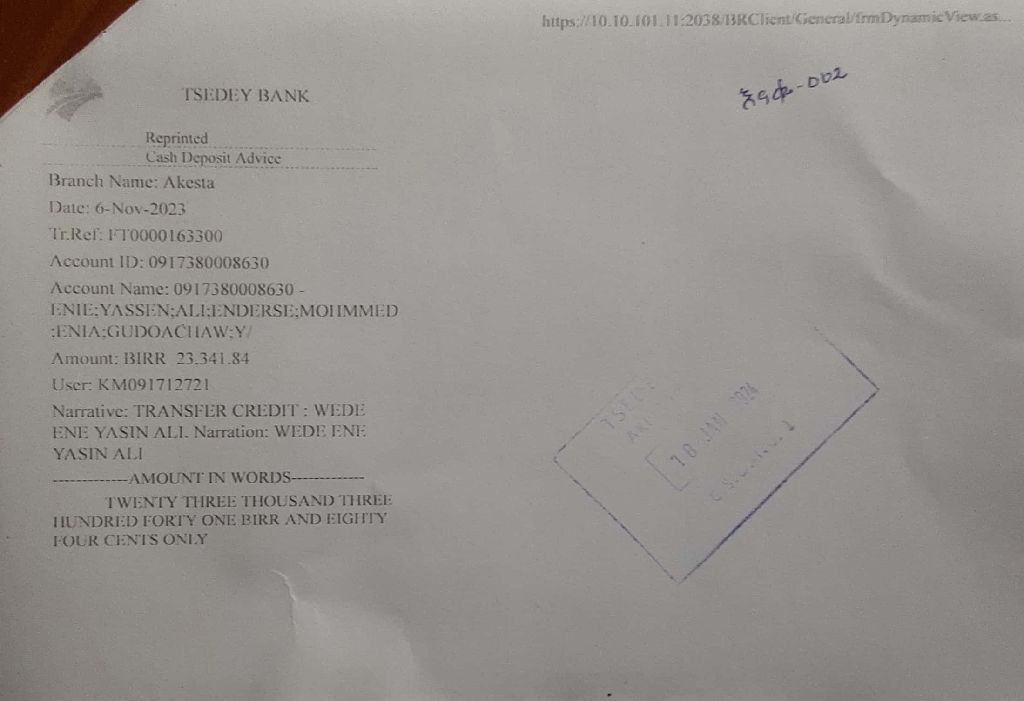 https://10.10.101.11:2038/BRClient/General/frmDynamicView.as...
TSEDEY BANK
Reprinted
Cash Deposit Advice
Branch Name: Akesta
Date: 6-Nov-2023
Tr.Ref: FT0000163300
Account ID: 0917380008630
Account Name: 0917380008630 -
ENIE;YASSEN;ALI;ENDERSE;MOHMMED
;ENIA;GUDOACHAW;Y/
Amount: BIRR 23,341.84
User: KM091712721
Narrative: TRANSFER CREDIT : WEDE
ENE YASIN ALI. Narration: WEDE ENE
YASIN ALI
-------------AMOUNT IN WORDS-------------
TWENTY THREE THOUSAND THREE
HUNDRED FORTY ONE BIRR AND EIGHTY
FOUR CENTS ONLY
18 JAN